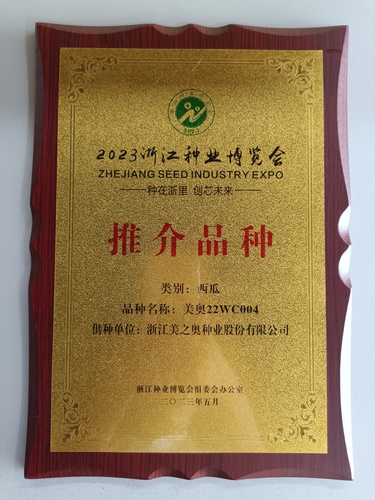 2023浙江种业博览会
ZHEJIANG SEED INDUSTRY EXPO
种在浙里 创芯未来
推介品种
类别：西瓜
品种名称：美奥22WC004
供种单位：浙江美之奥种业股份有限公司
浙江种业博览会组委会办公室
二〇二三年五月